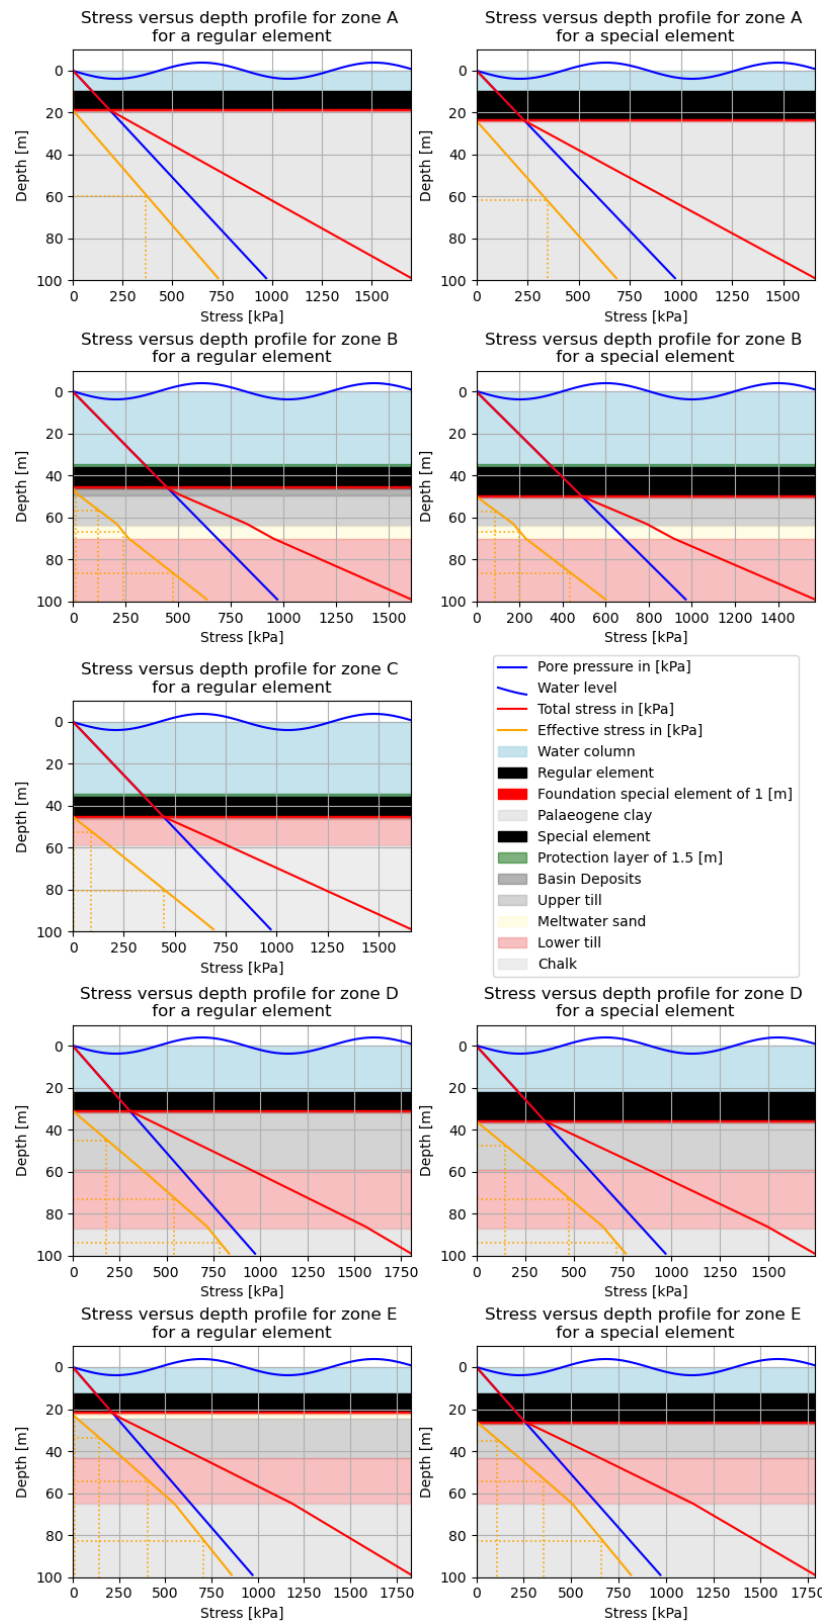 Stress versus depth profile for zone A
for a regular element
0
20
40
60
80
100
Depth [m]
0
250
500
750
1000
1250
1500
Stress [kPa]
Stress versus depth profile for zone A
for a special element
0
20
40
60
80
100
Depth [m]
0
250
500
750
1000
1250
1500
Stress [kPa]
Stress versus depth profile for zone B
for a regular element
0
20
40
60
80
100
Depth [m]
0
250
500
750
1000
1250
1500
Stress [kPa]
Stress versus depth profile for zone B
for a special element
0
20
40
60
80
100
Depth [m]
0
200
400
600
800
1000
1200
1400
Stress [kPa]
Stress versus depth profile for zone C
for a regular element
0
20
40
60
80
100
Depth [m]
0
250
500
750
1000
1250
1500
Stress [kPa]
Pore pressure in [kPa]
Water level
Total stress in [kPa]
Effective stress in [kPa]
Water column
Regular element
Foundation special element of 1 [m]
Palaeogene clay
Special element
Protection layer of 1.5 [m]
Basin Deposits
Upper till
Meltwater sand
Lower till
Chalk
Stress versus depth profile for zone D
for a regular element
0
20
40
60
80
100
Depth [m]
0
250
500
750
1000
1250
1500
1750
Stress [kPa]
Stress versus depth profile for zone D
for a special element
0
20
40
60
80
100
Depth [m]
0
500
1000
1500
Stress [kPa]
Stress versus depth profile for zone E
for a regular element
0
20
40
60
80
100
Depth [m]
0
250
500
750
1000
1250
1500
1750
Stress [kPa]
Stress versus depth profile for zone E
for a special element
0
20
40
60
80
100
Depth [m]
0
250
500
750
1000
1250
1500
1750
Stress [kPa]